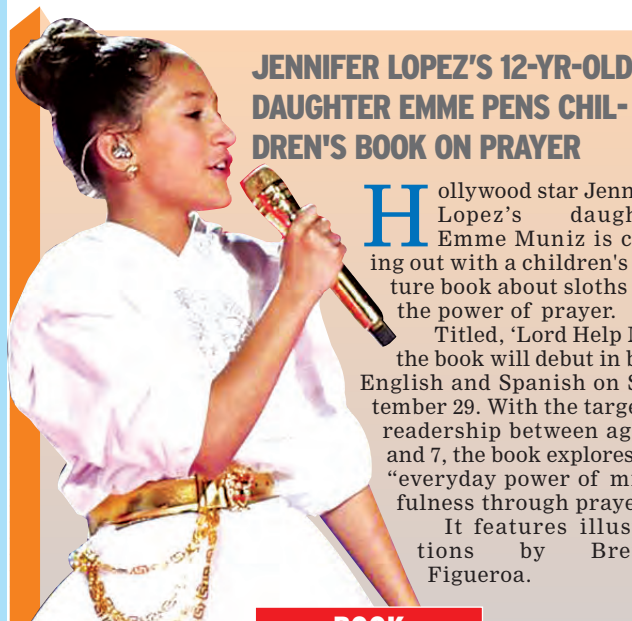 JENNIFER LOPEZ'S 12-YR-OLD
DAUGHTER EMME PENS CHIL-
DREN'S BOOK ON PRAYER
Hollywood star Jenn
Lopez's daugh
Emme Muniz is c
ing out with a children's
ture book about sloths
the power of prayer.
Titled, 'Lord Help M
the book will debut in b
English and Spanish on S
tember 29. With the targe
readership between ag
and 7, the book explores
“everyday power of mi
fulness through praye
It features illus
tions by Bre
Figueroa.
BOOK